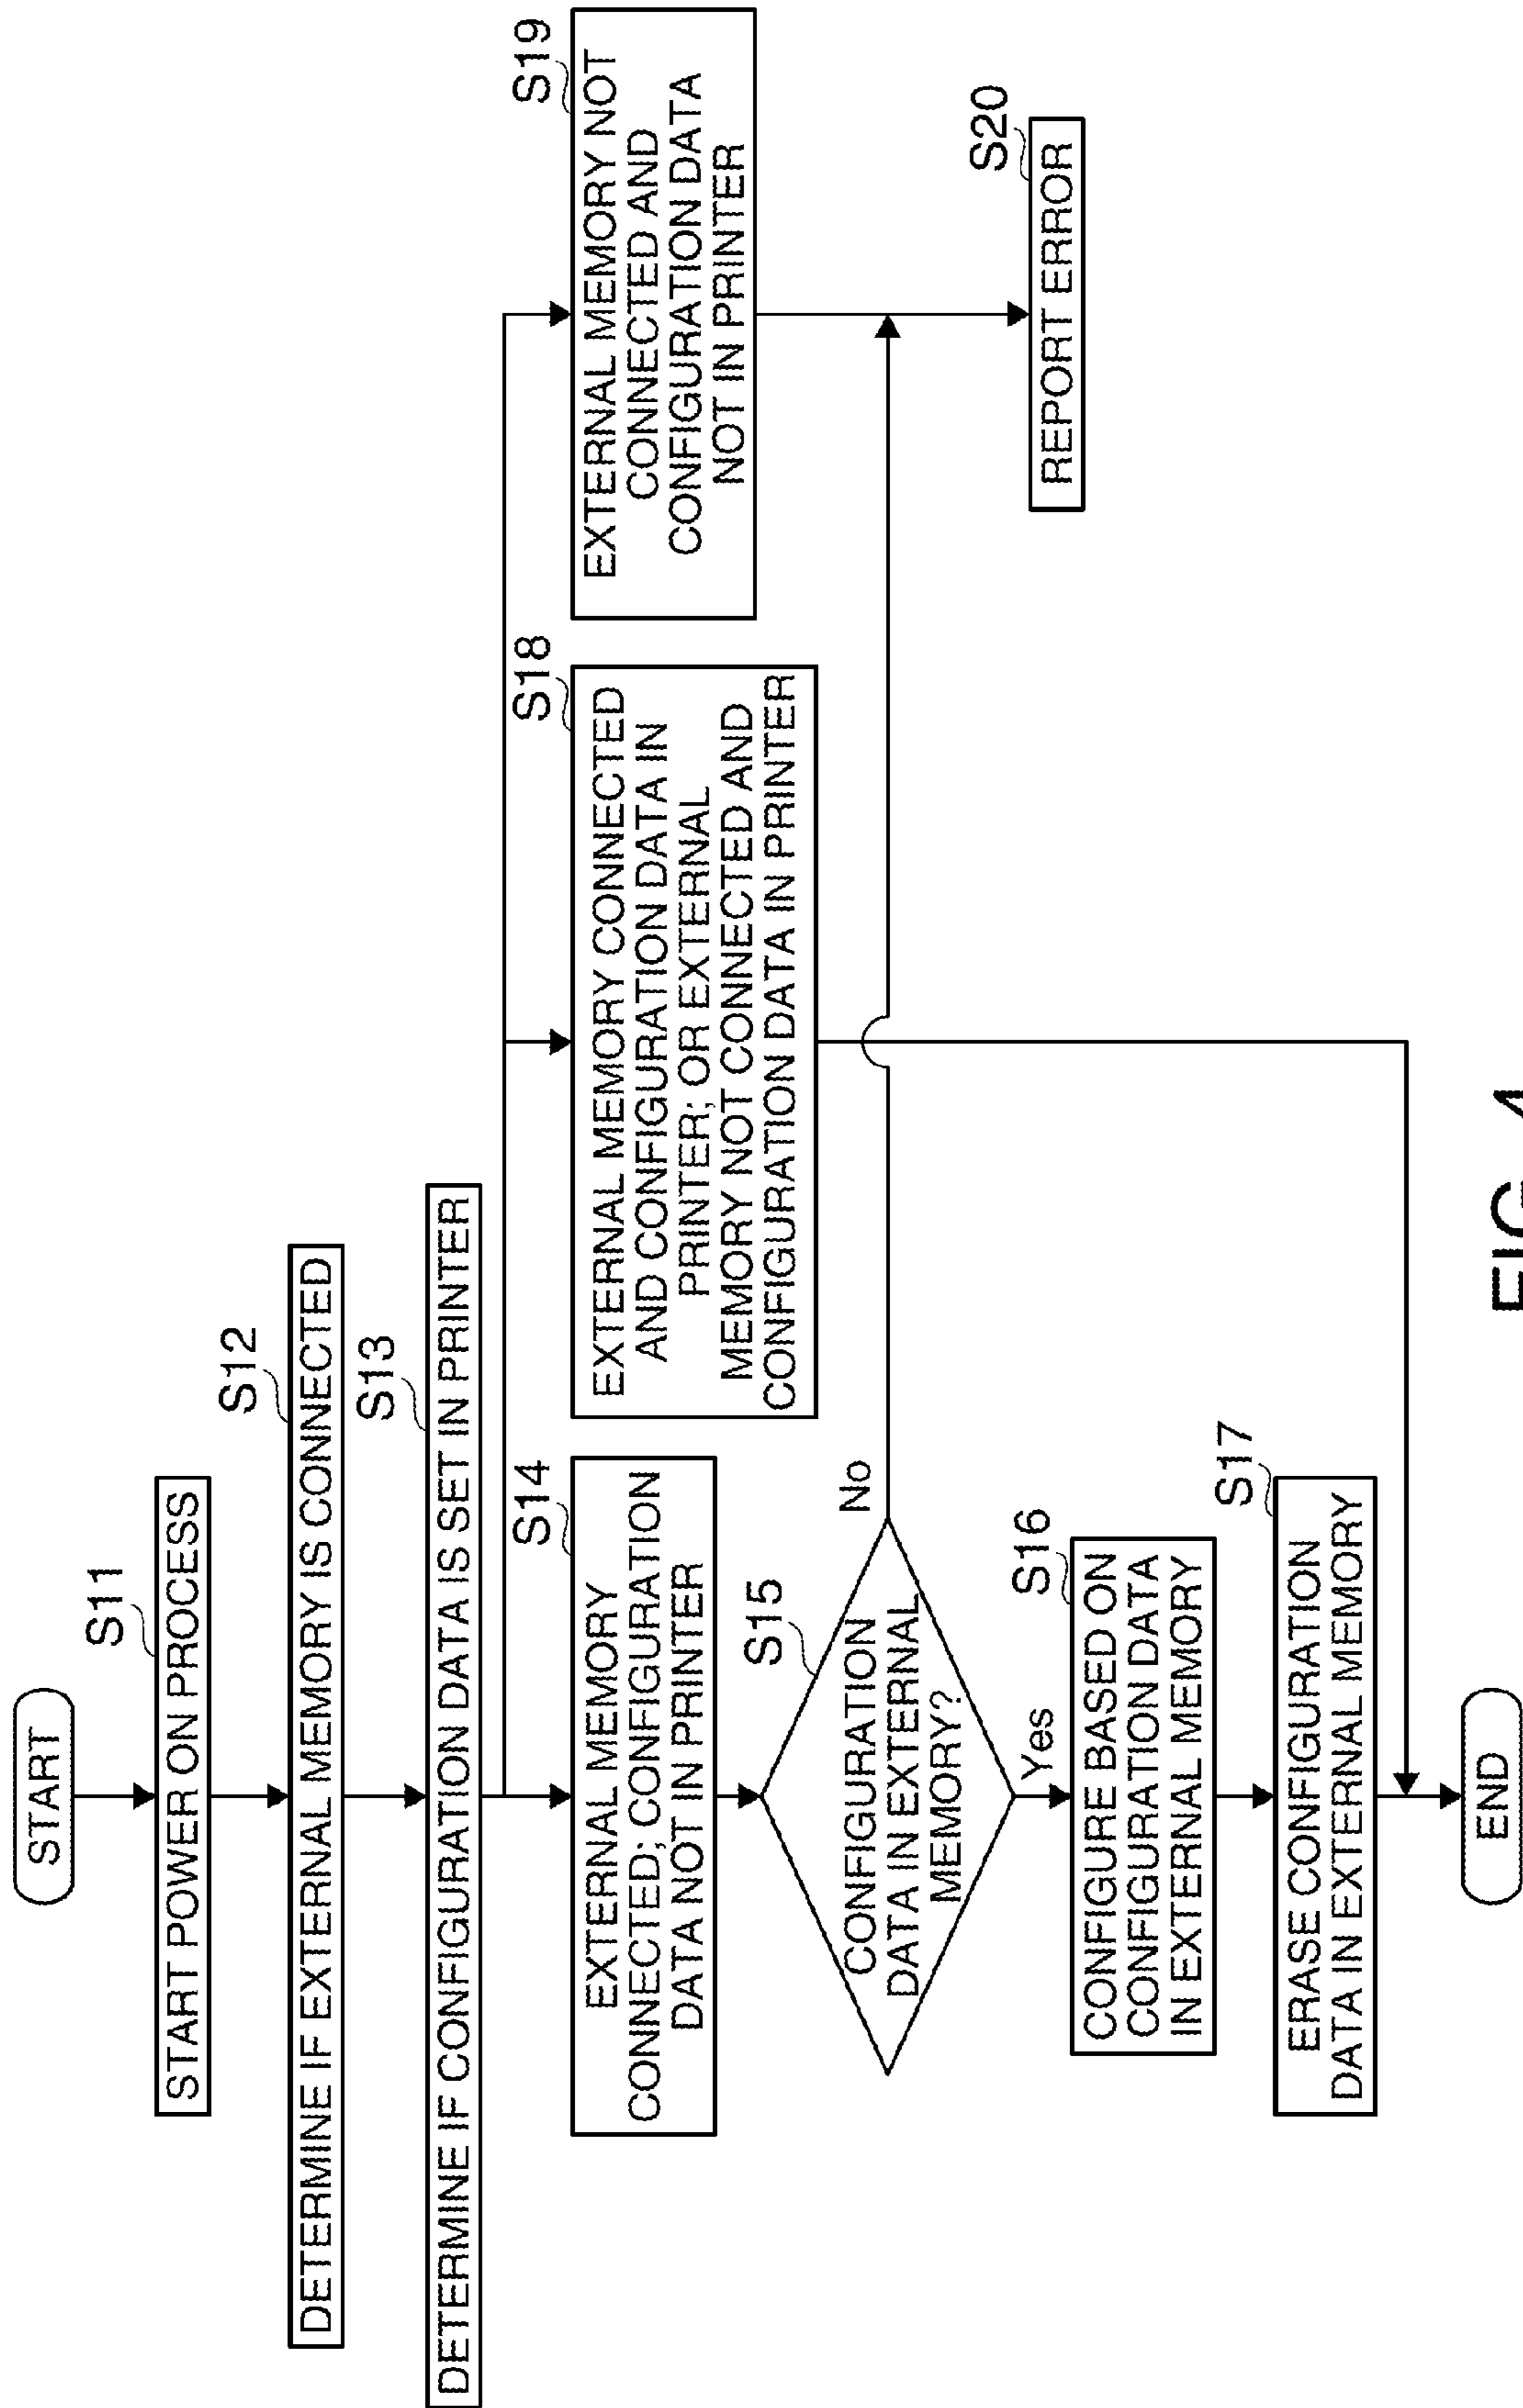 START
S11
START POWER ON PROCESS
S12
DETERMINE IF EXTERNAL MEMORY IS CONNECTED
S13
DETERMINE IF CONFIGURATION DATA IS SET IN PRINTER
S14
EXTERNAL MEMORY
CONNECTED; CONFIGURATION
DATA NOT IN PRINTER
S15
CONFIGURATION
DATA IN EXTERNAL
MEMORY?
No
Yes
S16
CONFIGURE BASED ON
CONFIGURATION DATA
IN EXTERNAL MEMORY
S17
ERASE CONFIGURATION
DATA IN EXTERNAL MEMORY
END
S18
EXTERNAL MEMORY CONNECTED
AND CONFIGURATION DATA IN
PRINTER; OR EXTERNAL
MEMORY NOT CONNECTED AND
CONFIGURATION DATA IN PRINTER
S19
EXTERNAL MEMORY NOT
CONNECTED AND
CONFIGURATION DATA
NOT IN PRINTER
S20
REPORT ERROR
FIG. 4